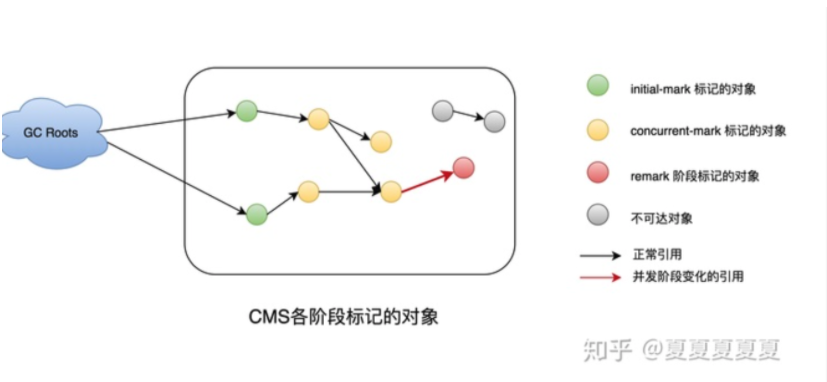 GC Roots
initial-mark 标记的对象
concurrent-mark 标记的对象
remark 阶段标记的对象
不可达对象
正常引用
并发阶段变化的引用
CMS各阶段标记的对象
知乎 @夏夏夏夏夏